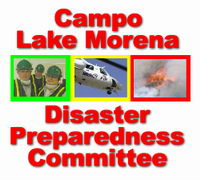 Campo
Lake Morena
Disaster
Preparedness
Committee